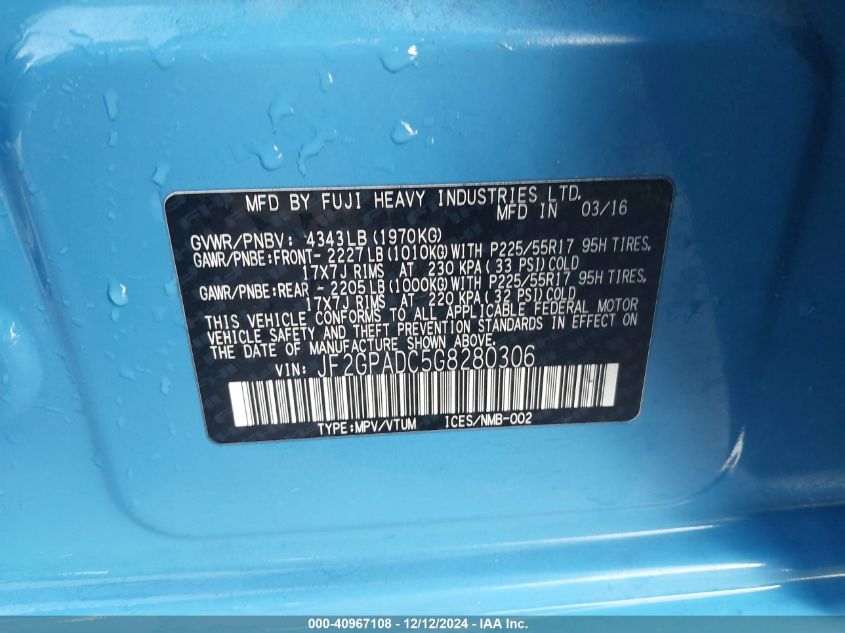 MFD BY FUJI HEAVY INDUSTRIES LTD.
MFD IN 03/16
GVWR/PNBV: 4343LB(1970KG)
GAWR/PNBE:FRONT- 2227LB(1010KG)WITH P225/55R17 95H TIRES,
17X7J RIMS AT 230 KPA( 33 PSI)COLD
GAWR/PNBE:REAR - 2205LB(1000KG)WITH P225/55R17 95H TIRES,
17X7J RIMS AT 220 KPA( 32 PSI)COLD
THIS VEHICLE CONFORMS TO ALL APPLICABLE FEDERAL MOTOR
VEHICLE SAFETY AND THEFT PREVENTION STANDARDS IN EFFECT ON
THE DATE OF MANUFACTURE SHOWN ABOVE.
VIN: JF2GPADC5G8280306
TYPE:MPV/VTUM ICES/NMB-002
000-40967108 - 12/12/2024 - IAA Inc.